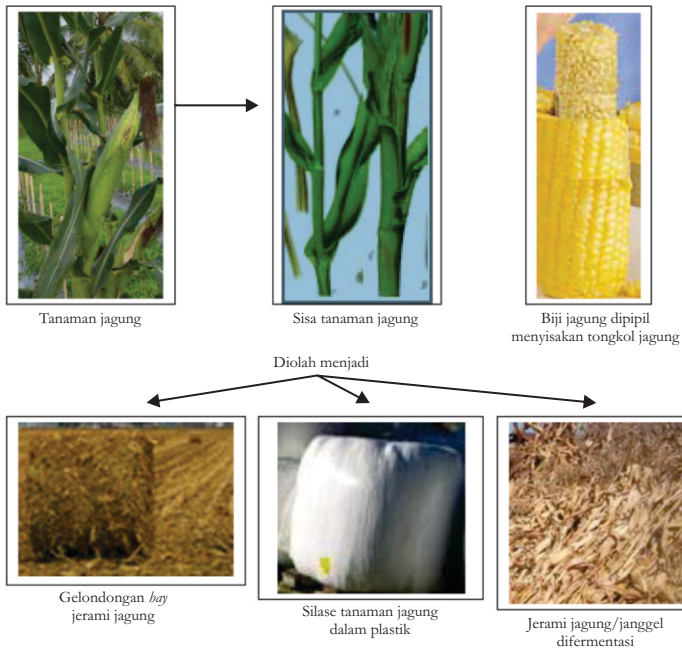 Tanaman jagung
Sisa tanaman jagung
Biji jagung dipipil
menyisakan tongkol jagung
Diolah menjadi
Gelondongan hay
jerami jagung
Silase tanaman jagung
dalam plastik
Jerami jagung/janggel
difermentasi